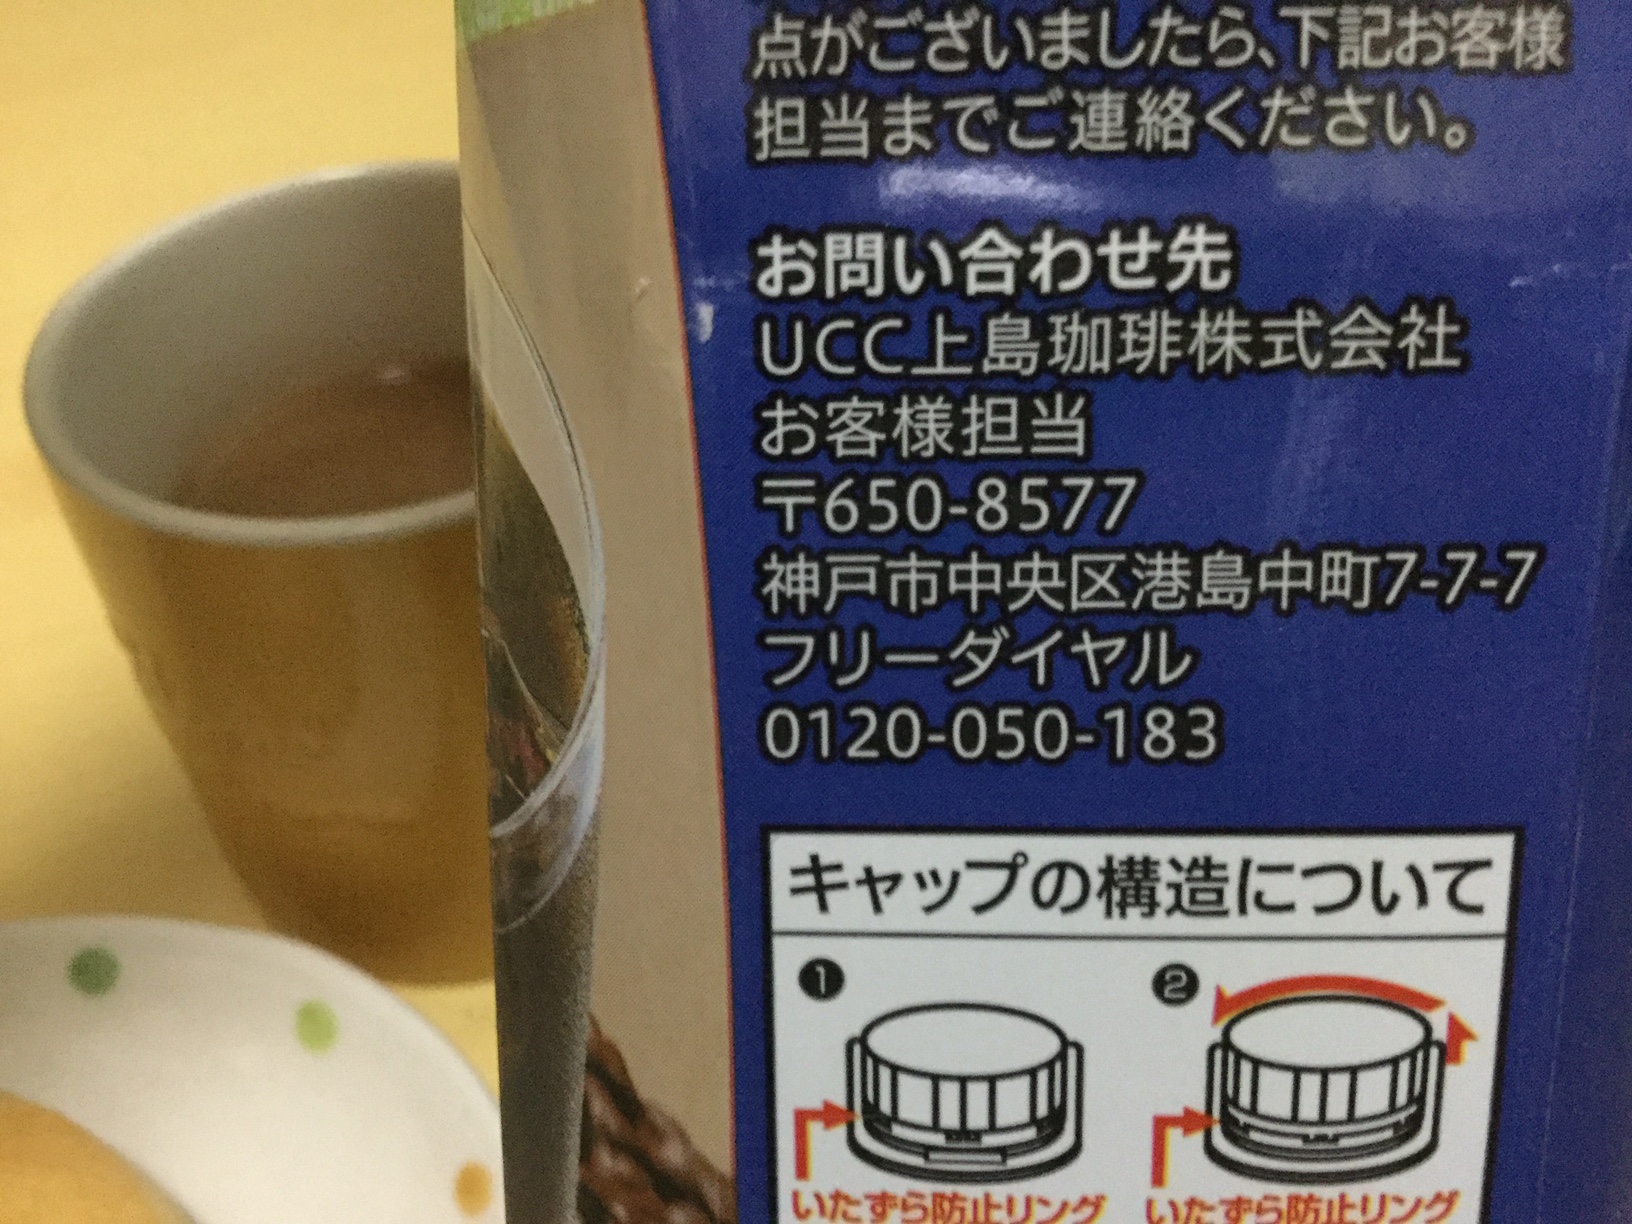 点がございましたら、下記お客様
担当までご連絡ください。
お問い合わせ先
UCC上島珈琲株式会社
お客様担当
〒650-8577
神戸市中央区港島中町7-7-7
フリーダイヤル
0120-050-183
キャップの構造について
❶ ❷
いたずら防止リング いたずら防止リング